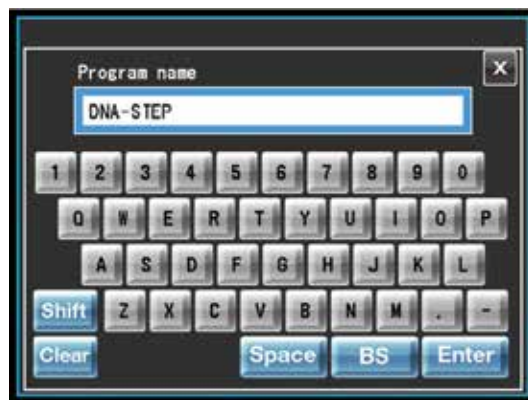 Program name
X
DNA-STEP
1 2 3 4 5 6 7 8 9 0
Q W E R T Y U I O P
A S D F G H J K L
Shift Z X C V B N M . -
Clear Space BS Enter